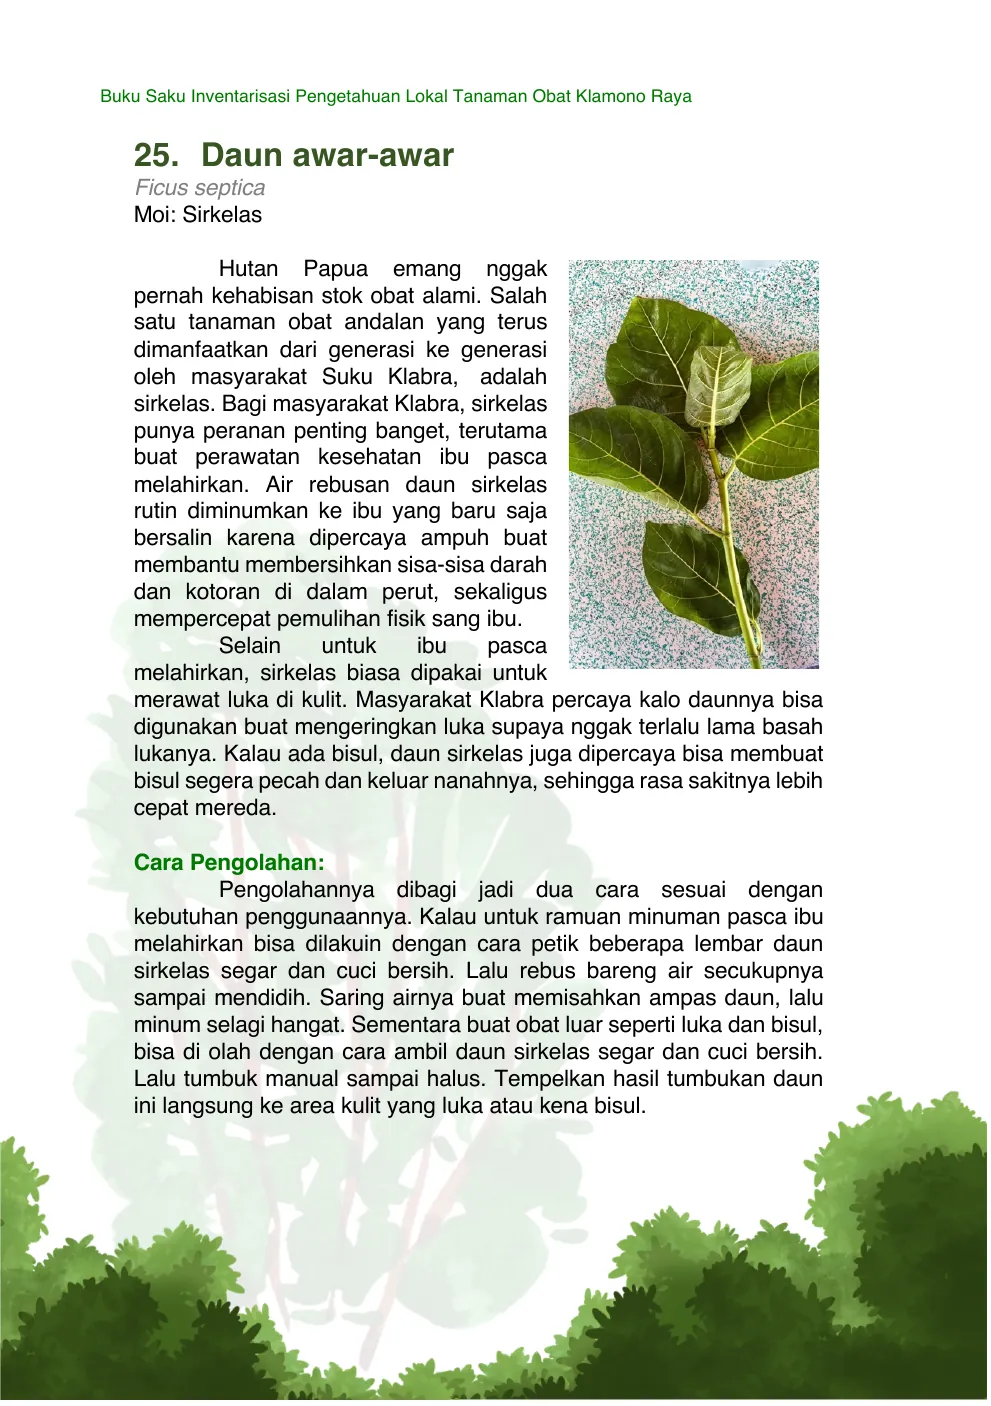 Buku Saku Inventarisasi Pengetahuan Lokal Tanaman Obat Klamono Raya
25. Daun awar-awar
Ficus septica
Moi: Sirkelas
Hutan Papua emang nggak
pernah kehabisan stok obat alami. Salah
satu tanaman obat andalan yang terus
dimanfaatkan dari generasi ke generasi
oleh masyarakat Suku Klabra, adalah
sirkelas. Bagi masyarakat Klabra, sirkelas
punya peranan penting banget, terutama
buat perawatan kesehatan ibu pasca
melahirkan. Air rebusan daun sirkelas
rutin diminumkan ke ibu yang baru saja
bersalin karena dipercaya ampuh buat
membantu membersihkan sisa-sisa darah
dan kotoran di dalam perut, sekaligus
mempercepat pemulihan fisik sang ibu.
Selain untuk ibu pasca
melahirkan, sirkelas biasa dipakai untuk
merawat luka di kulit. Masyarakat Klabra percaya kalo daunnya bisa
digunakan buat mengeringkan luka supaya nggak terlalu lama basah
lukanya. Kalau ada bisul, daun sirkelas juga dipercaya bisa membuat
bisul segera pecah dan keluar nanahnya, sehingga rasa sakitnya lebih
cepat mereda.
Cara Pengolahan:
Pengolahannya dibagi jadi dua cara sesuai dengan
kebutuhan penggunaannya. Kalau untuk ramuan minuman pasca ibu
melahirkan bisa dilakuin dengan cara petik beberapa lembar daun
sirkelas segar dan cuci bersih. Lalu rebus bareng air secukupnya
sampai mendidih. Saring airnya buat memisahkan ampas daun, lalu
minum selagi hangat. Sementara buat obat luar seperti luka dan bisul,
bisa di olah dengan cara ambil daun sirkelas segar dan cuci bersih.
Lalu tumbuk manual sampai halus. Tempelkan hasil tumbukan daun
ini langsung ke area kulit yang luka atau kena bisul.